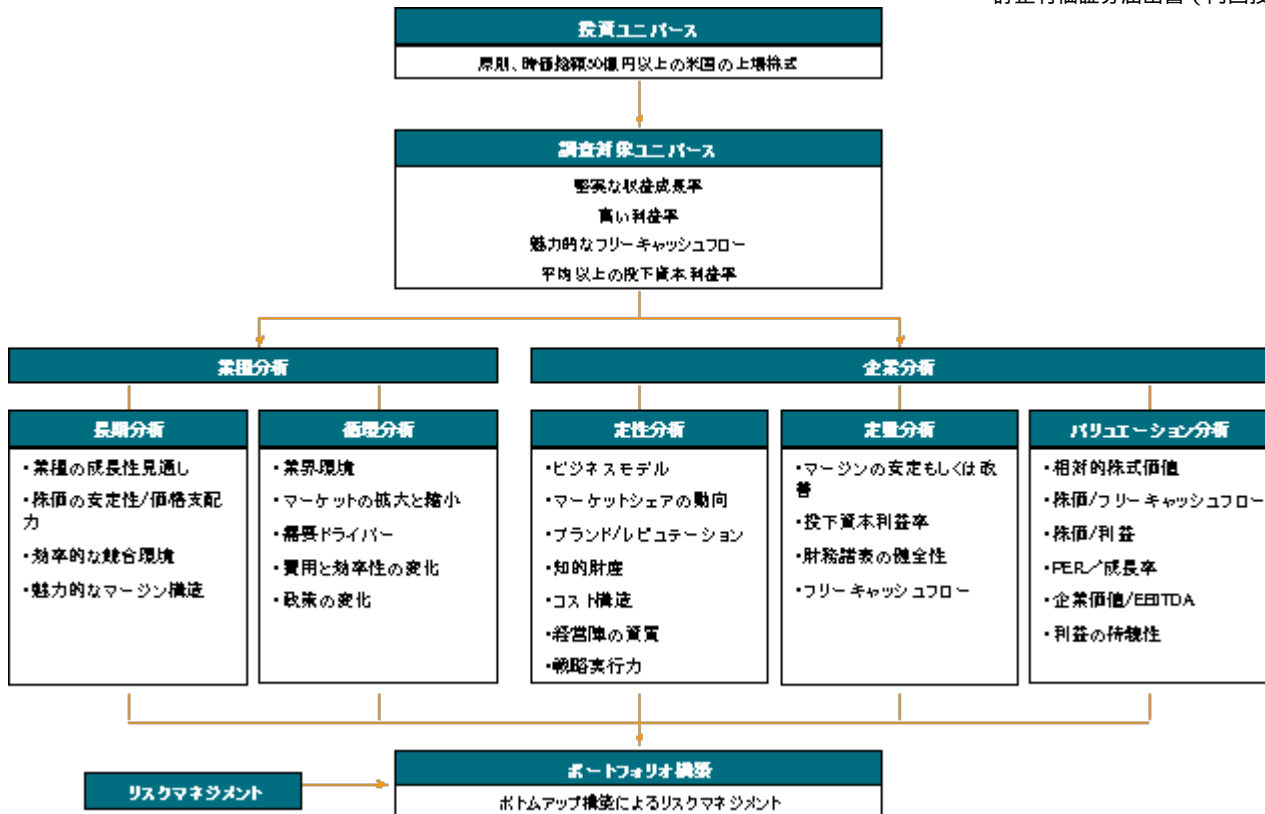 訂正有価証券届出書（内国投
投資ユニバース
原則、時価総額50億円以上の米国の上場株式
調査対象ユニバース
堅実な収益成長率
高い利益率
魅力的なフリーキャッシュフロー
平均以上の投下資本利益率
業種分析
企業分析
長期分析
・業種の成長性見通し
・株価の安定性/価格支配
力
・効率的な競合環境
・魅力的なマージン構造
循環分析
・業界環境
・マーケットの拡大と縮小
・需要ドライバー
・費用と効率性の変化
・政策の変化
定性分析
・ビジネスモデル
・マーケットシェアの動向
・ブランド/レピュテーション
・知的財産
・コスト構造
・経営陣の資質
・戦略実行力
定量分析
・マージンの安定もしくは改
善
・投下資本利益率
・財務諸表の健全性
・フリーキャッシュフロー
バリュエーション分析
・相対的株式価値
・株価/フリーキャッシュフロー
・株価/利益
・PER／成長率
・企業価値/EBITDA
・利益の持続性
リスクマネジメント
ポートフォリオ構築
ボトムアップ構築によるリスクマネジメント